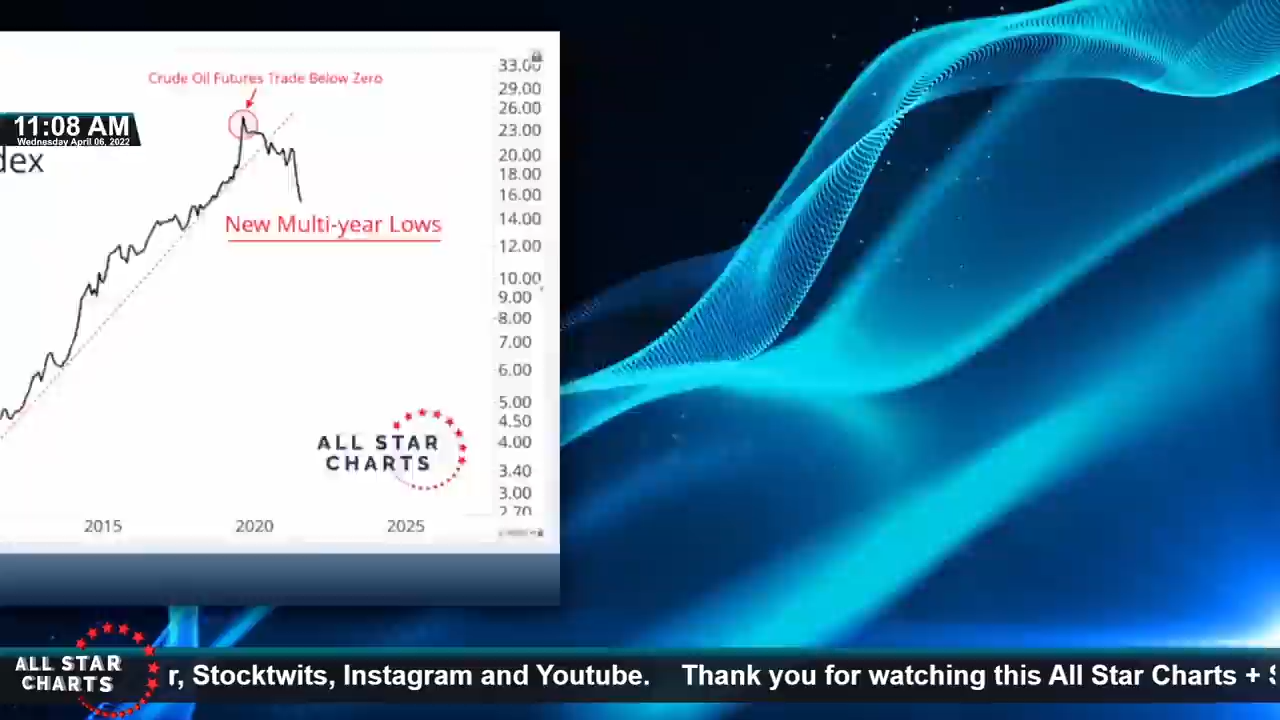 33.00
Crude Oil Futures Trade Below Zero
29.00
26.00
11:08 AM
Wednesday April 06, 2022
23.00
dex
20.00
18.00
16.00
New Multi-year Lows
14.00
12.00
10.00
9.00
8.00
7.00
6.00
5.00
4.50
ALL STAR
CHARTS
4.00
3.40
3.00
2.70
2015 2020 2025
ALL STAR
CHARTS
r, Stocktwits, Instagram and Youtube. Thank you for watching this All Star Charts + S